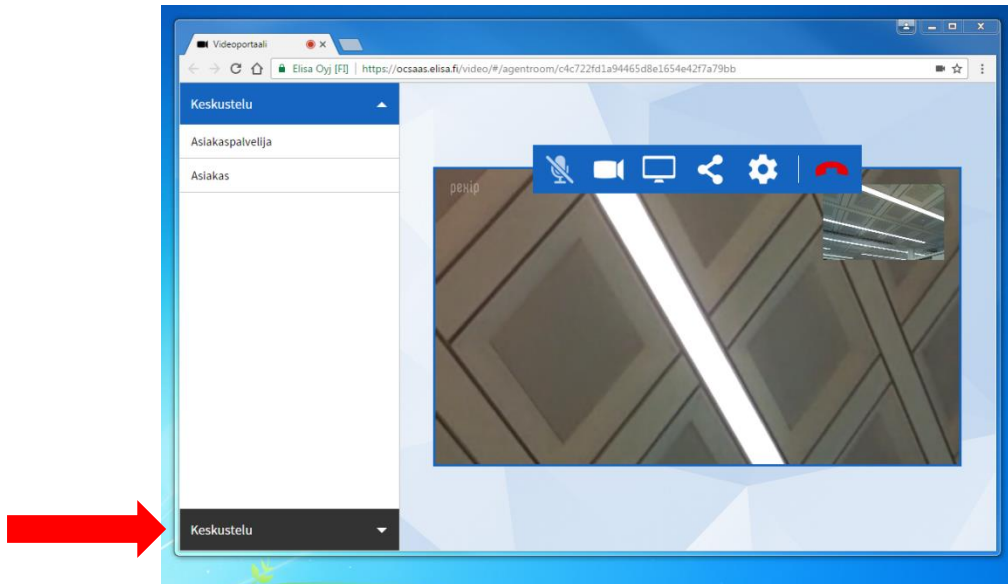 Videoportaali
Elisa Oyj [FI] | https://ocsaas.elisa.fi/video/#/agentroom/c4c722fd1a94465d8e1654e42f7a79bb
Keskustelu
Asiakaspalvelija
Asiakas
pexip
Keskustelu